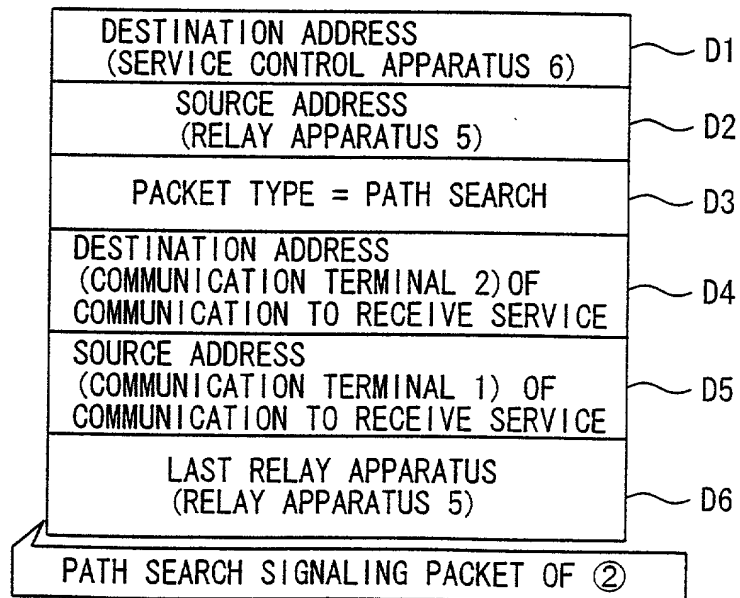 DESTINATION ADDRESS
(SERVICE CONTROL APPARATUS 6)
D1
SOURCE ADDRESS
(RELAY APPARATUS 5)
D2
PACKET TYPE = PATH SEARCH
D3
DESTINATION ADDRESS
(COMMUNICATION TERMINAL 2) OF
COMMUNICATION TO RECEIVE SERVICE
D4
SOURCE ADDRESS
(COMMUNICATION TERMINAL 1) OF
COMMUNICATION TO RECEIVE SERVICE
D5
LAST RELAY APPARATUS
(RELAY APPARATUS 5)
D6
PATH SEARCH SIGNALING PACKET OF ②